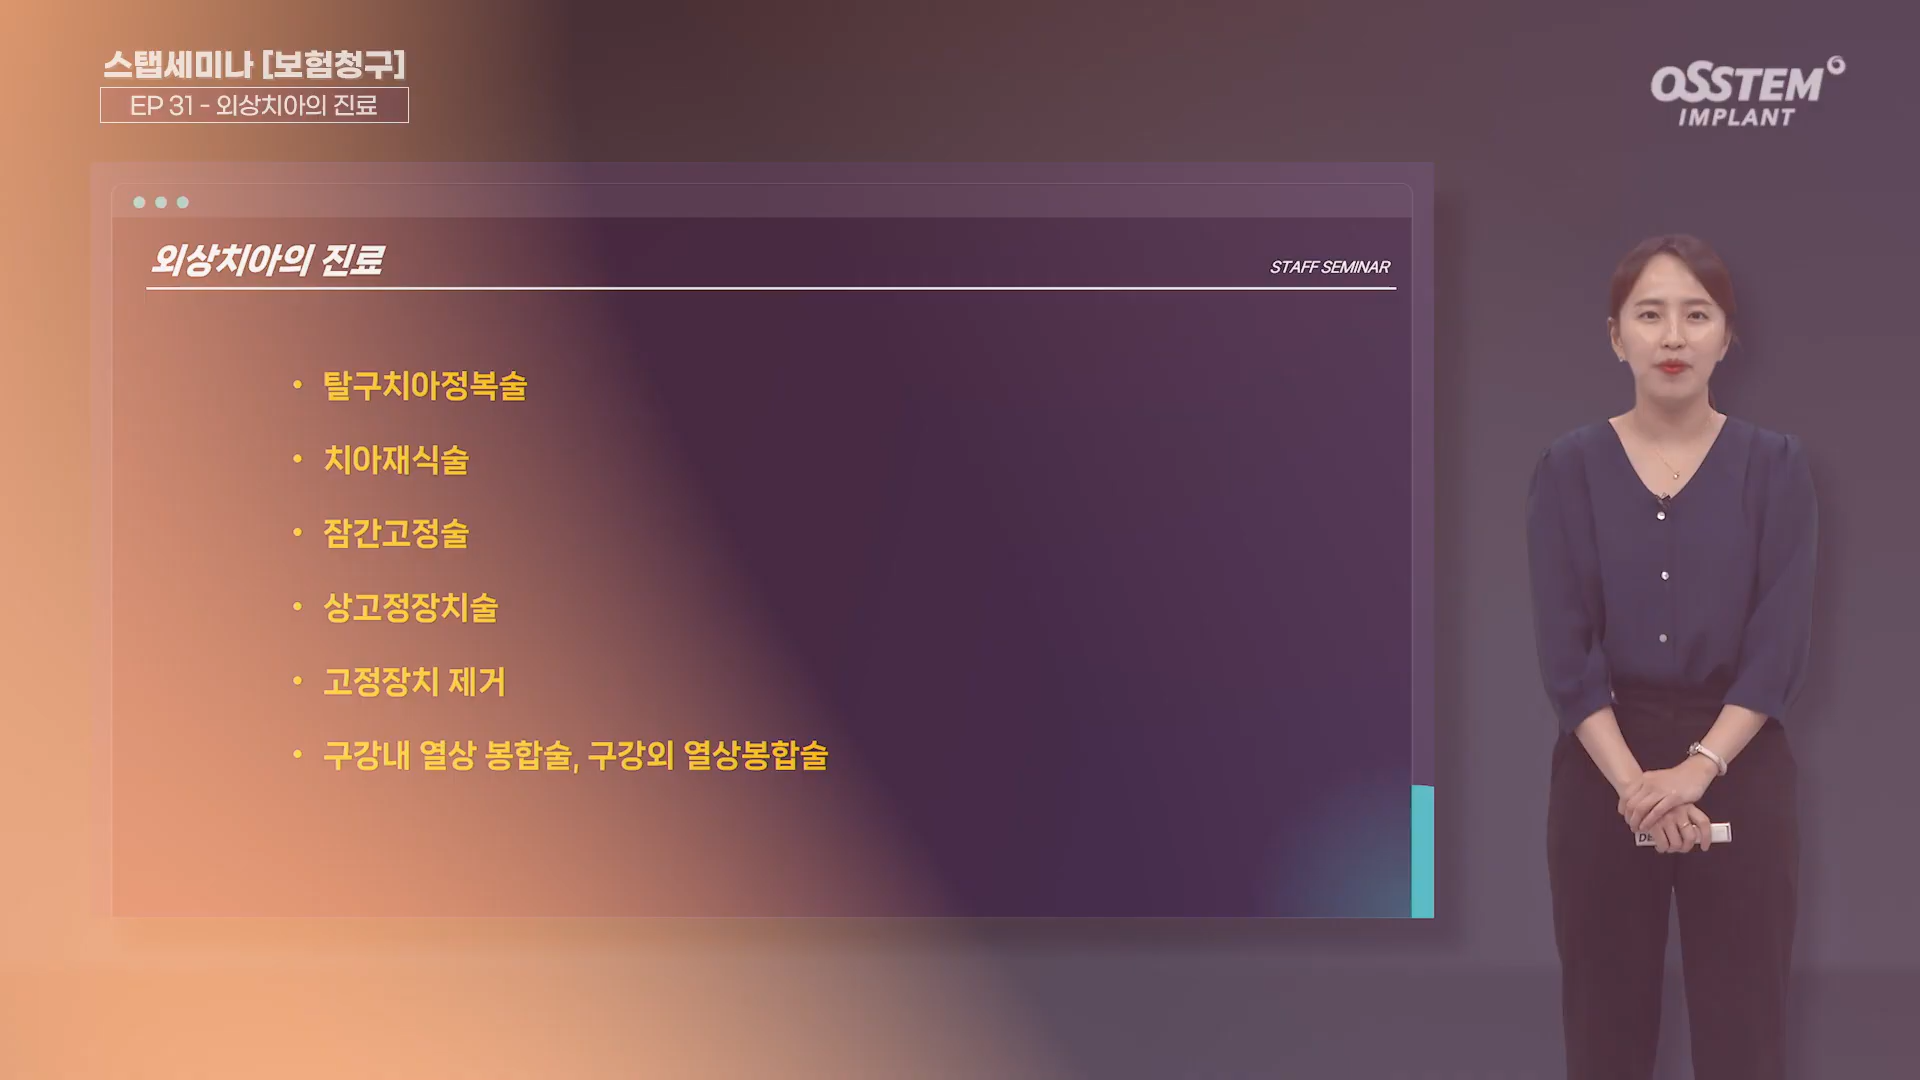 스탭세미나 [보험청구]
EP 31 - 외상치아의 진료
OSSTEM
IMPLANT
외상치아의 진료
STAFF SEMINAR
• 탈구치아정복술
• 치아재식술
• 잠간고정술
• 상고정장치술
• 고정장치 제거
• 구강내 열상 봉합술, 구강외 열상봉합술
DE